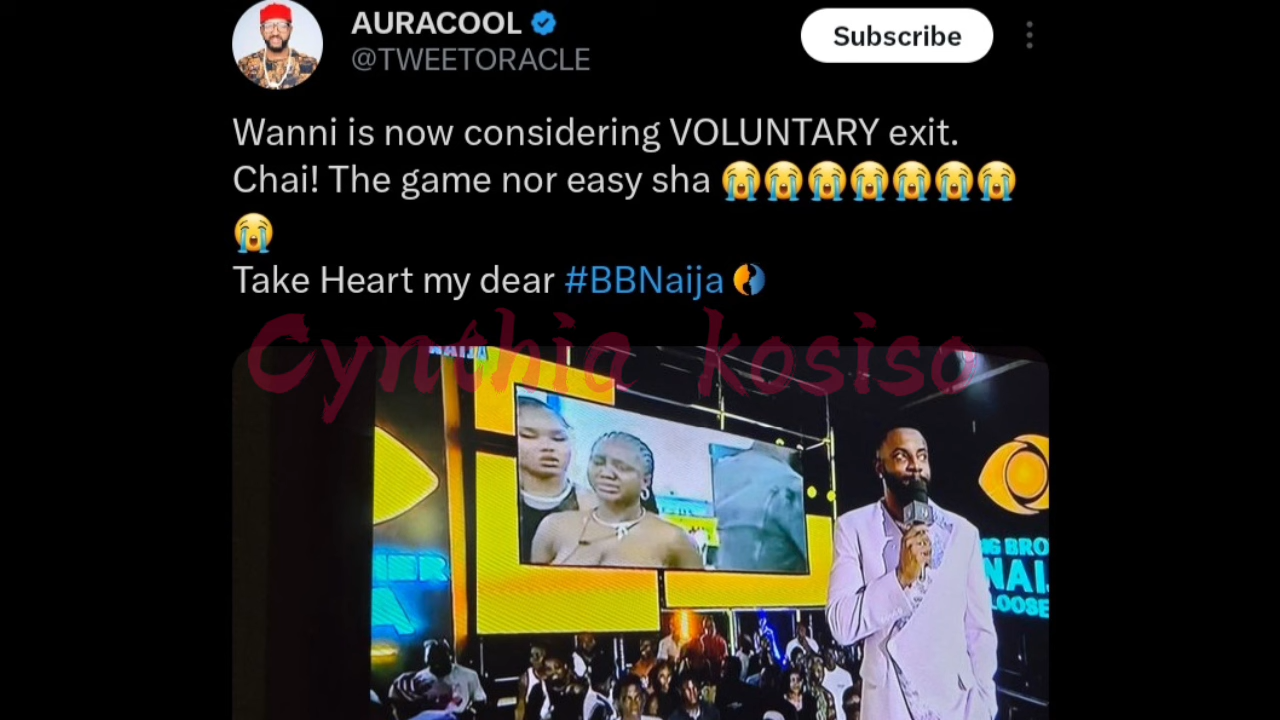 AURACOOL
@TWEETORACLE
Subscribe
Wanni is now considering VOLUNTARY exit.
Chai! The game nor easy sha 😭😭😭😭😭😭😭
😭
Take Heart my dear #BBNaija
Cynthia kosiso
NAIJA